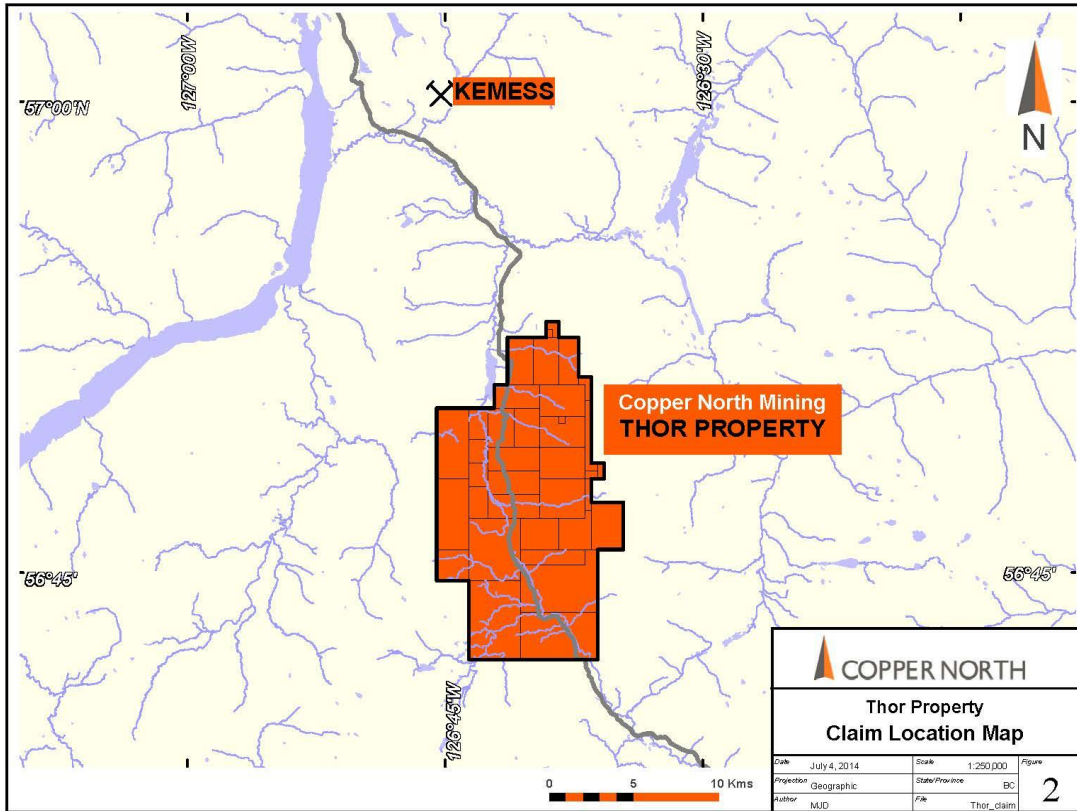 127°00'W
126°30'W
57°00'N
KEMESS
N
Copper North Mining
THOR PROPERTY
56°45'
56°45'
126°45'W
COPPER NORTH
Thor Property
Claim Location Map
Date July 4, 2014 Scale 1:250,000 Figure
Projection Geographic State/Province BC 2
Author MJD File Thor_claim
0 5 10 Kms